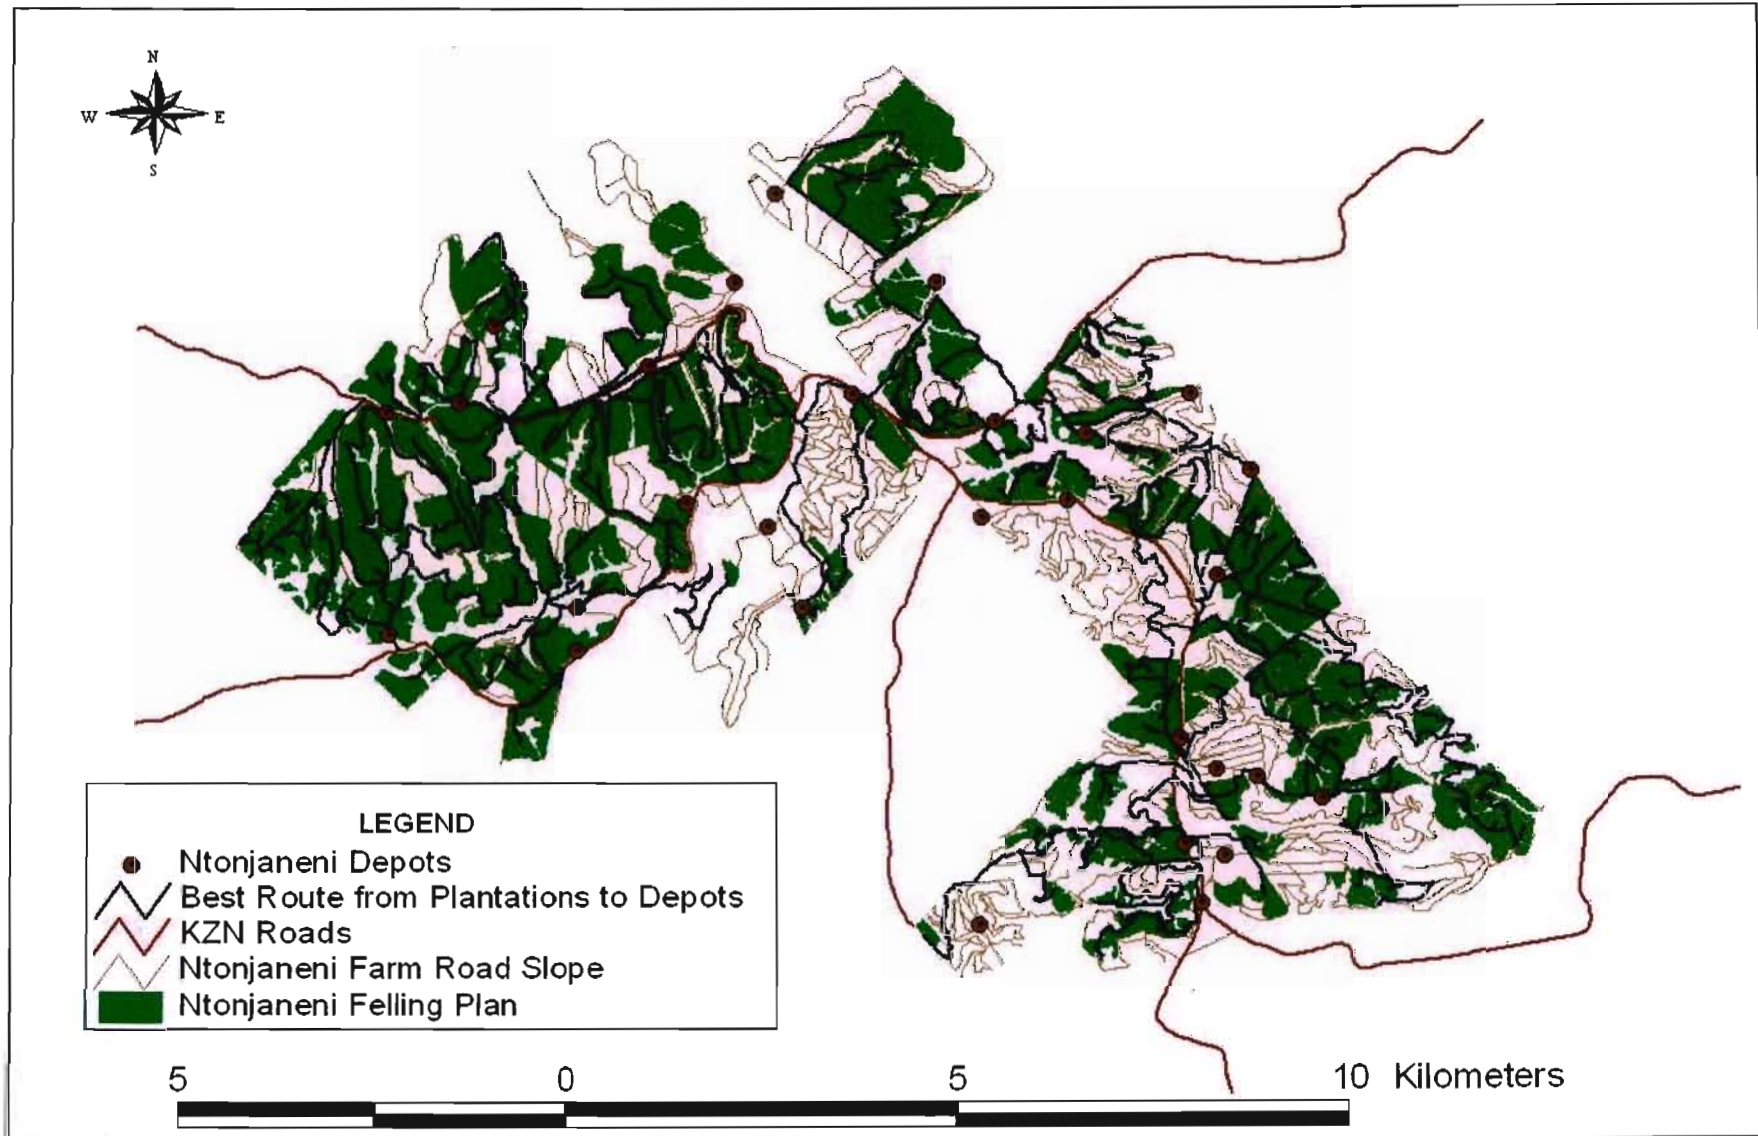 N
W E
S
LEGEND
Ntonjaneni Depots
Best Route from Plantations to Depots
KZN Roads
Ntonjaneni Farm Road Slope
Ntonjaneni Felling Plan
5 0 5 10 Kilometers